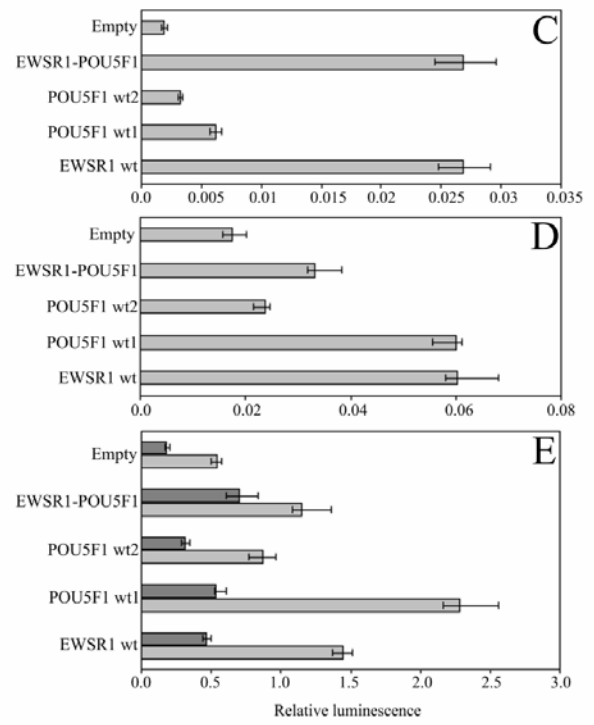 C
Empty
EWSR1-POU5F1
POU5F1 wt2
POU5F1 wt1
EWSR1 wt
0.0 0.005 0.01 0.015 0.02 0.025 0.03 0.035
D
Empty
EWSR1-POU5F1
POU5F1 wt2
POU5F1 wt1
EWSR1 wt
0.0 0.02 0.04 0.06 0.08
E
Empty
EWSR1-POU5F1
POU5F1 wt2
POU5F1 wt1
EWSR1 wt
0.0 0.5 1.0 1.5 2.0 2.5 3.0
Relative luminescence